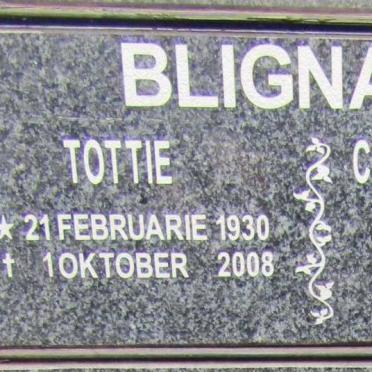 BLIGNA
TOTTIE
★ 21 FEBRUARIE 1930
† 1 OKTOBER 2008